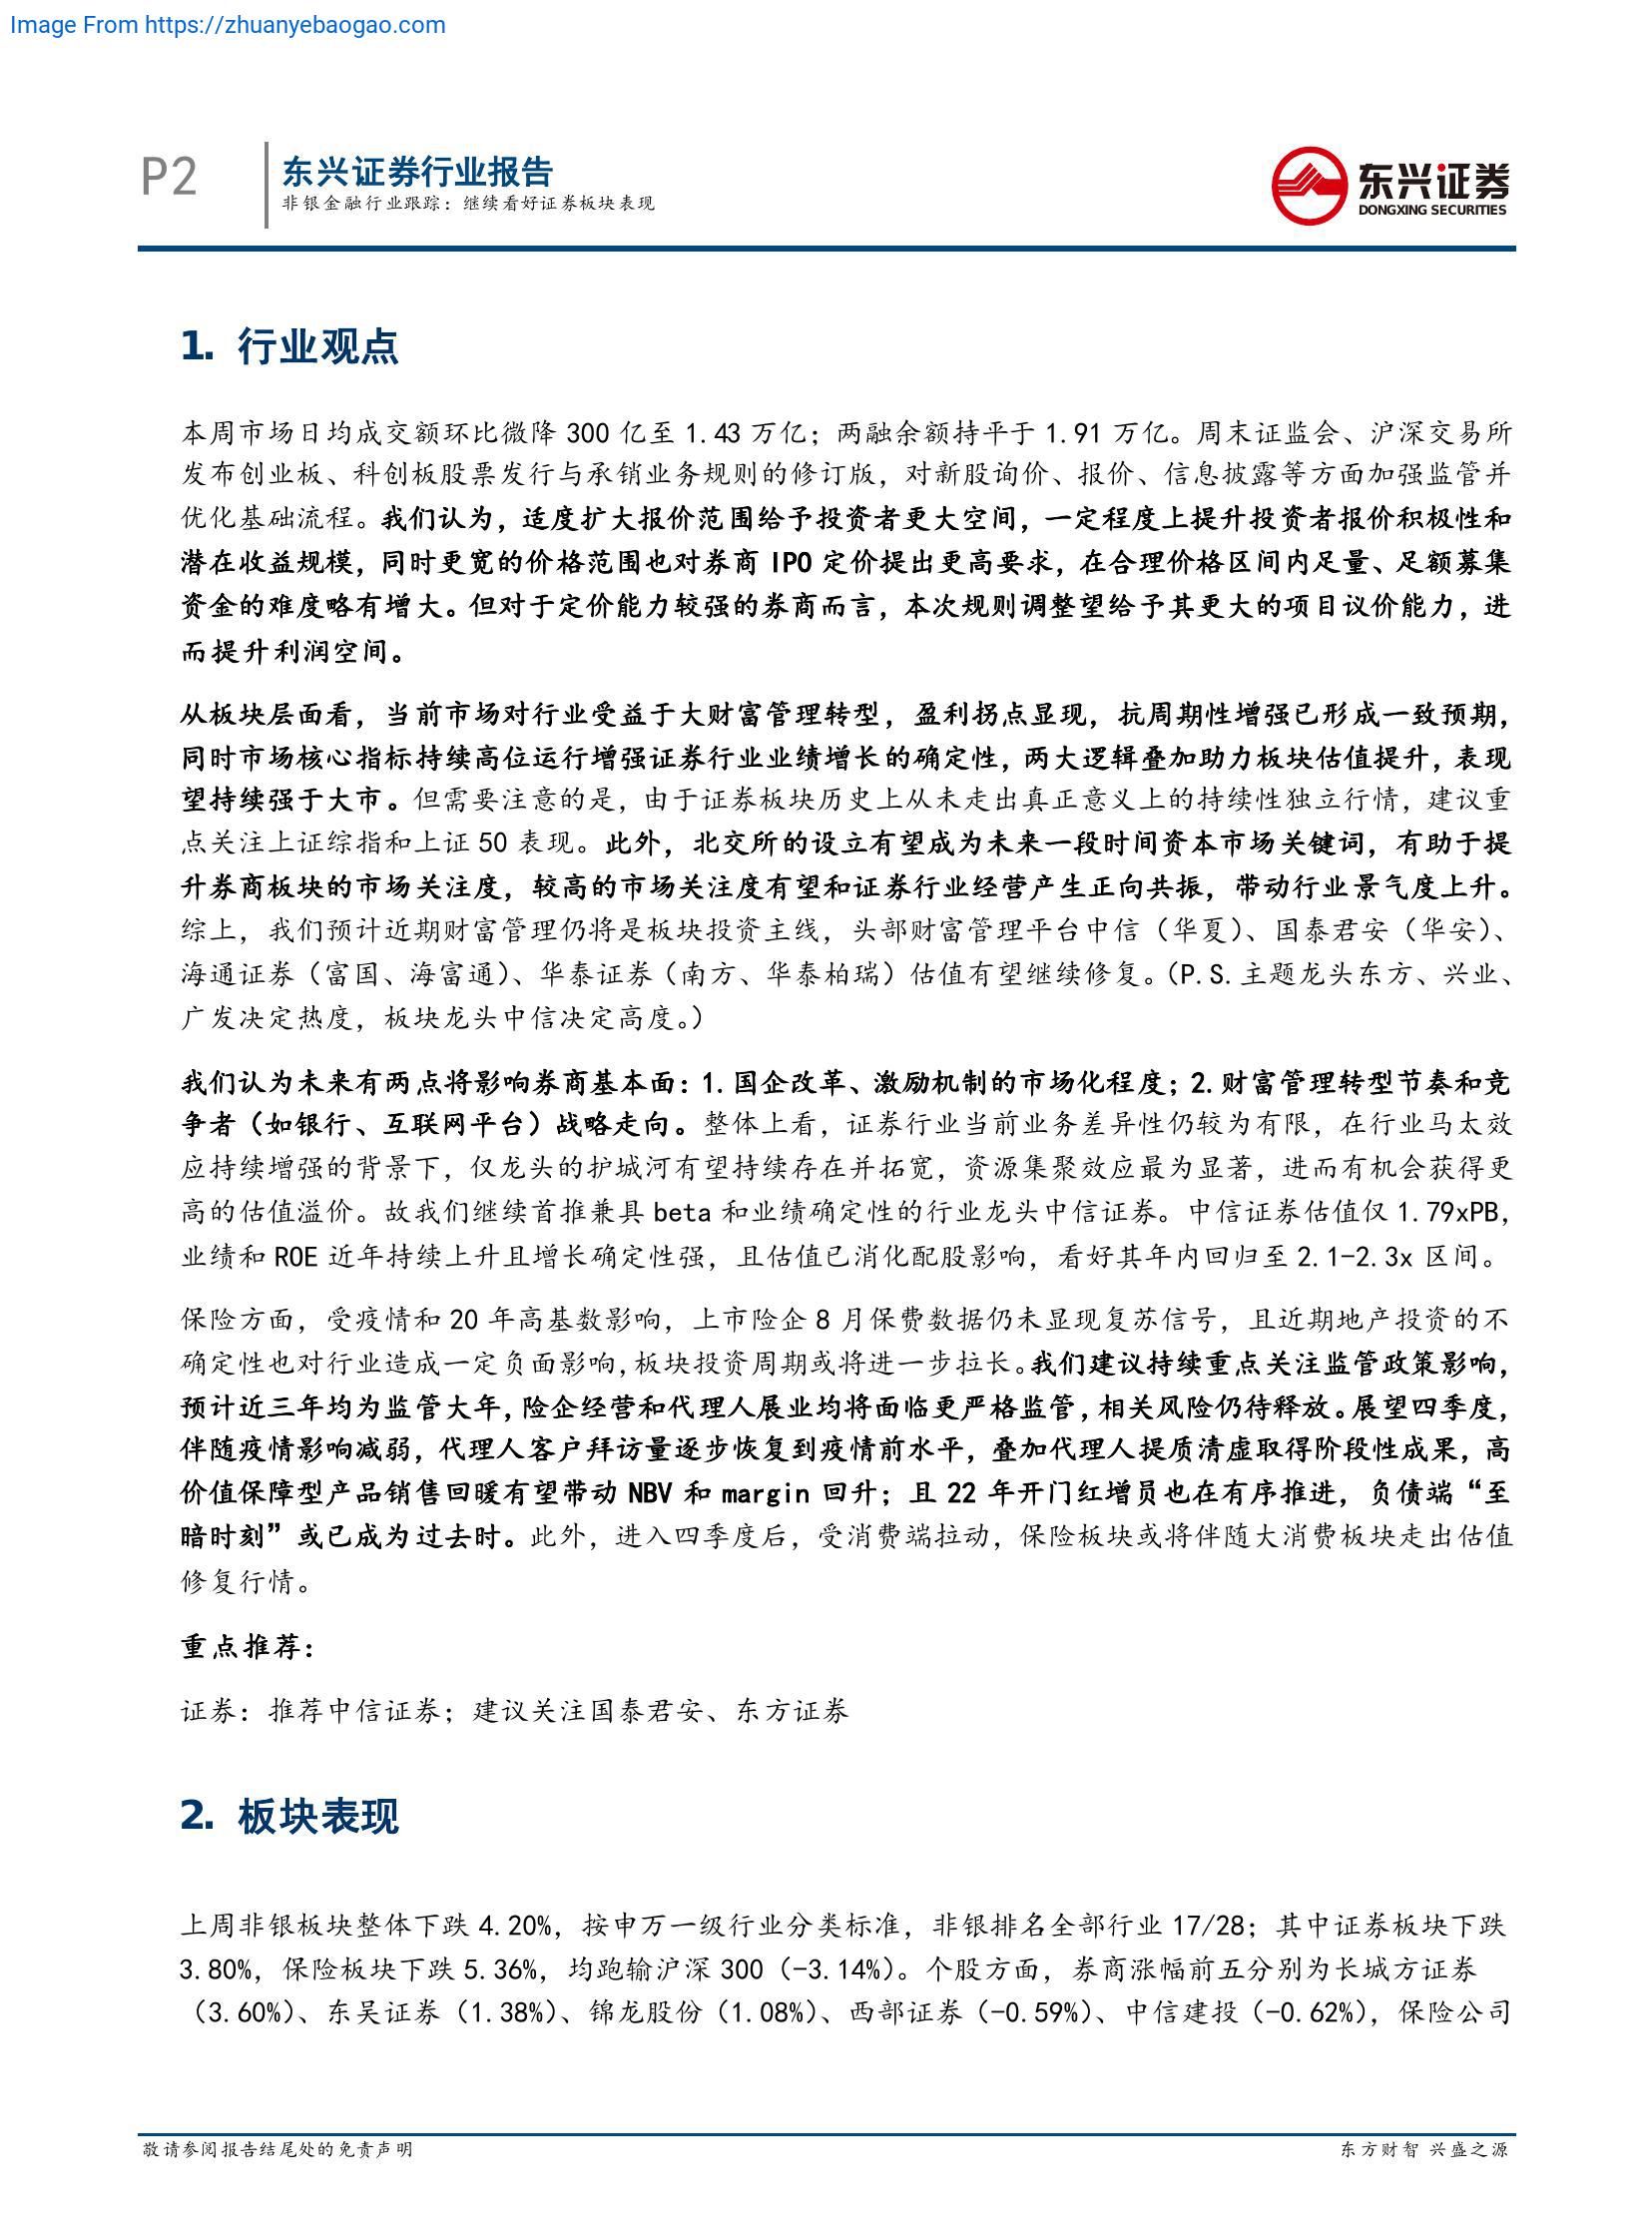 Image From https://zhuanyebaogao.com
P2
东兴证券行业报告
非银金融行业跟踪：继续看好证券板块表现
东兴证券
DONGXING SECURITIES
1. 行业观点
本周市场日均成交额环比微降 300 亿至 1.43 万亿；两融余额持平于 1.91 万亿。周末证监会、沪深交易所
发布创业板、科创板股票发行与承销业务规则的修订版，对新股询价、报价、信息披露等方面加强监管并
优化基础流程。我们认为，适度扩大报价范围给予投资者更大空间，一定程度上提升投资者报价积极性和
潜在收益规模，同时更宽的价格范围也对券商 IPO 定价提出更高要求，在合理价格区间内足量、足额募集
资金的难度略有增大。但对于定价能力较强的券商而言，本次规则调整望给予其更大的项目议价能力，进
而提升利润空间。
从板块层面看，当前市场对行业受益于大财富管理转型，盈利拐点显现，抗周期性增强已形成一致预期，
同时市场核心指标持续高位运行增强证券行业业绩增长的确定性，两大逻辑叠加助力板块估值提升，表现
望持续强于大市。但需要注意的是，由于证券板块历史上从未走出真正意义上的持续性独立行情，建议重
点关注上证综指和上证 50 表现。此外，北交所的设立有望成为未来一段时间资本市场关键词，有助于提
升券商板块的市场关注度，较高的市场关注度有望和证券行业经营产生正向共振，带动行业景气度上升。
综上，我们预计近期财富管理仍将是板块投资主线，头部财富管理平台中信（华夏）、国泰君安（华安）、
海通证券（富国、海富通）、华泰证券（南方、华泰柏瑞）估值有望继续修复。（P.S.主题龙头东方、兴业、
广发决定热度，板块龙头中信决定高度。）
我们认为未来有两点将影响券商基本面：1.国企改革、激励机制的市场化程度；2.财富管理转型节奏和竞
争者（如银行、互联网平台）战略走向。整体上看，证券行业当前业务差异性仍较为有限，在行业马太效
应持续增强的背景下，仅龙头的护城河有望持续存在并拓宽，资源集聚效应最为显著，进而有机会获得更
高的估值溢价。故我们继续首推兼具 beta 和业绩确定性的行业龙头中信证券。中信证券估值仅 1.79xPB，
业绩和 ROE 近年持续上升且增长确定性强，且估值已消化配股影响，看好其年内回归至 2.1-2.3x 区间。
保险方面，受疫情和 20 年高基数影响，上市险企 8 月保费数据仍未显现复苏信号，且近期地产投资的不
确定性也对行业造成一定负面影响，板块投资周期或将进一步拉长。我们建议持续重点关注监管政策影响，
预计近三年均为监管大年，险企经营和代理人展业均将面临更严格监管，相关风险仍待释放。展望四季度，
伴随疫情影响减弱，代理人客户拜访量逐步恢复到疫情前水平，叠加代理人提质清虚取得阶段性成果，高
价值保障型产品销售回暖有望带动 NBV 和 margin 回升；且 22 年开门红增员也在有序推进，负债端“至
暗时刻”或已成为过去时。此外，进入四季度后，受消费端拉动，保险板块或将伴随大消费板块走出估值
修复行情。
重点推荐：
证券：推荐中信证券；建议关注国泰君安、东方证券
2. 板块表现
上周非银板块整体下跌 4.20%，按申万一级行业分类标准，非银排名全部行业 17/28；其中证券板块下跌
3.80%，保险板块下跌 5.36%，均跑输沪深 300（-3.14%）。个股方面，券商涨幅前五分别为长城方证券
（3.60%）、东吴证券（1.38%）、锦龙股份（1.08%）、西部证券（-0.59%）、中信建投（-0.62%），保险公司
敬请参阅报告结尾处的免责声明
东方财智 兴盛之源